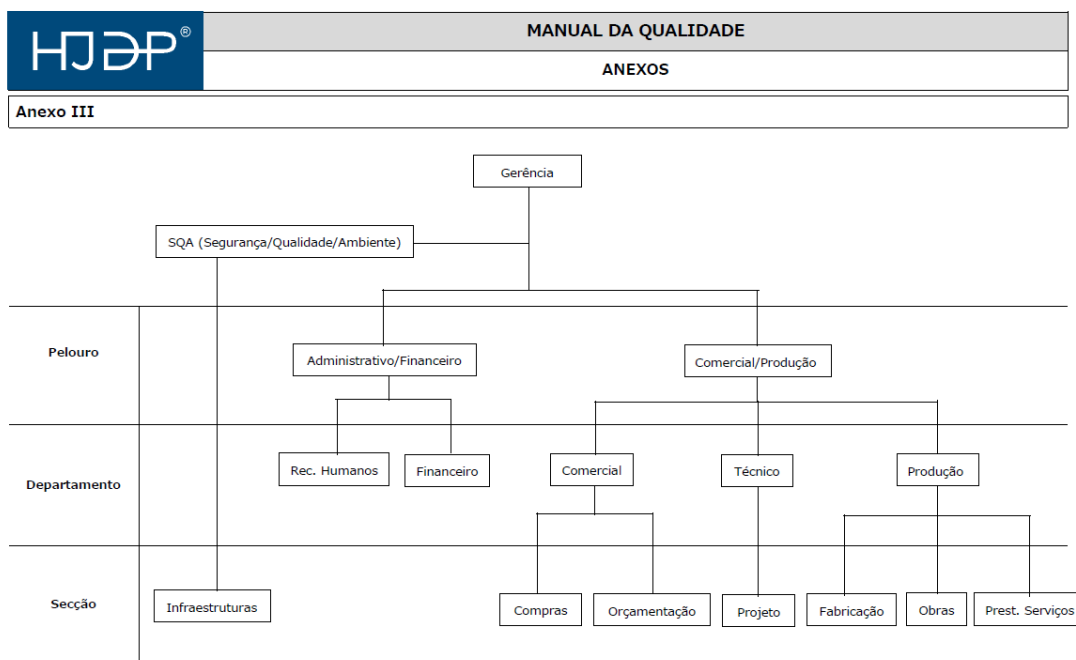 HJDP®
MANUAL DA QUALIDADE
ANEXOS
Anexo III
Gerência
SQA (Segurança/Qualidade/Ambiente)
Pelouro
Administrativo/Financeiro
Comercial/Produção
Departamento
Rec. Humanos
Financeiro
Comercial
Técnico
Produção
Secção
Infraestruturas
Compras
Orçamentação
Projeto
Fabricação
Obras
Prest. Serviços